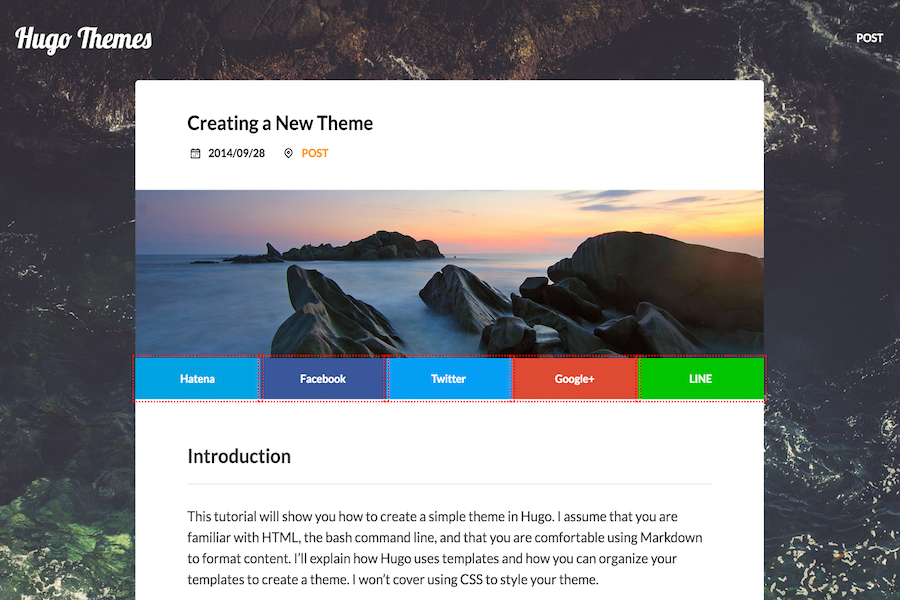 Hugo Themes
POST
Creating a New Theme
2014/09/28 POST
Hatena Facebook Twitter Google+ LINE
Introduction
This tutorial will show you how to create a simple theme in Hugo. I assume that you are
familiar with HTML, the bash command line, and that you are comfortable using Markdown
to format content. I'll explain how Hugo uses templates and how you can organize your
templates to create a theme. I won't cover using CSS to style your theme.